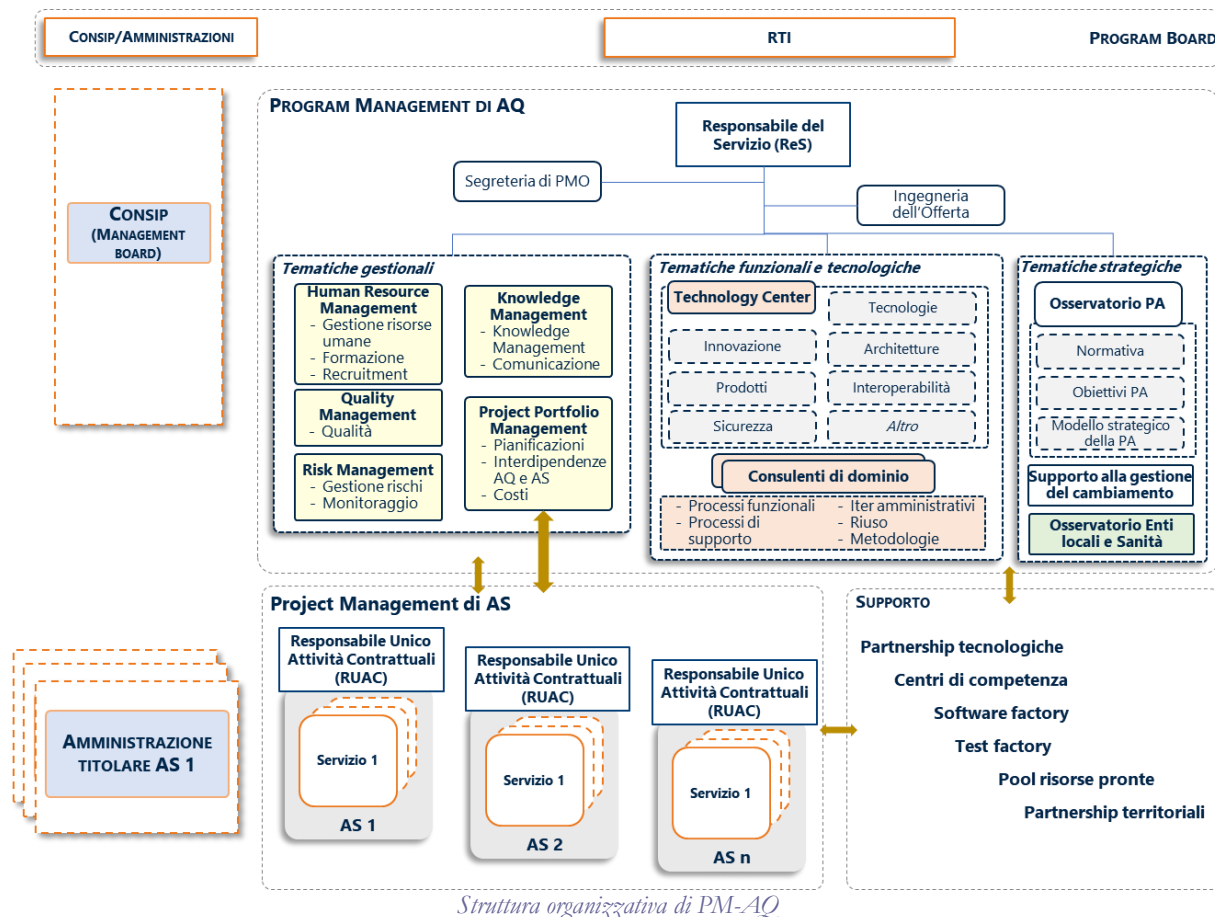 CONSIP/AMMINISTRAZIONI
RTI
PROGRAM BOARD
PROGRAM MANAGEMENT DI AQ
Responsabile del
Servizio (ReS)
Segreteria di PMO
Ingegneria
dell'Offerta
CONSIP
(MANAGEMENT
BOARD)
Tematiche gestionali
Human Resource
Management
- Gestione risorse
umane
- Formazione
- Recruitment
Quality
Management
- Qualità
Risk Management
- Gestione rischi
- Monitoraggio
Knowledge
Management
- Knowledge
Management
- Comunicazione
Project Portfolio
Management
- Pianificazioni
- Interdipendenze
AQ e AS
- Costi
Tematiche funzionali e tecnologiche
Technology Center
Tecnologie
Innovazione
Architetture
Prodotti
Interoperabilità
Sicurezza
Altro
Consulenti di dominio
- Processi funzionali
- Processi di
supporto
- Iter amministrativi
- Riuso
- Metodologie
Tematiche strategiche
Osservatorio PA
Normativa
Obiettivi PA
Modello strategico
della PA
Supporto alla gestione
del cambiamento
Osservatorio Enti
locali e Sanità
Project Management di AS
Responsabile Unico
Attività Contrattuali
(RUAC)
Servizio 1
AS 1
Responsabile Unico
Attività Contrattuali
(RUAC)
Servizio 1
AS 2
Responsabile Unico
Attività Contrattuali
(RUAC)
Servizio 1
AS n
AMMINISTRAZIONE
TITOLARE AS 1
SUPPORTO
Partnership tecnologiche
Centri di competenza
Software factory
Test factory
Pool risorse pronte
Partnership territoriali
Struttura organizzativa di PM-AQ